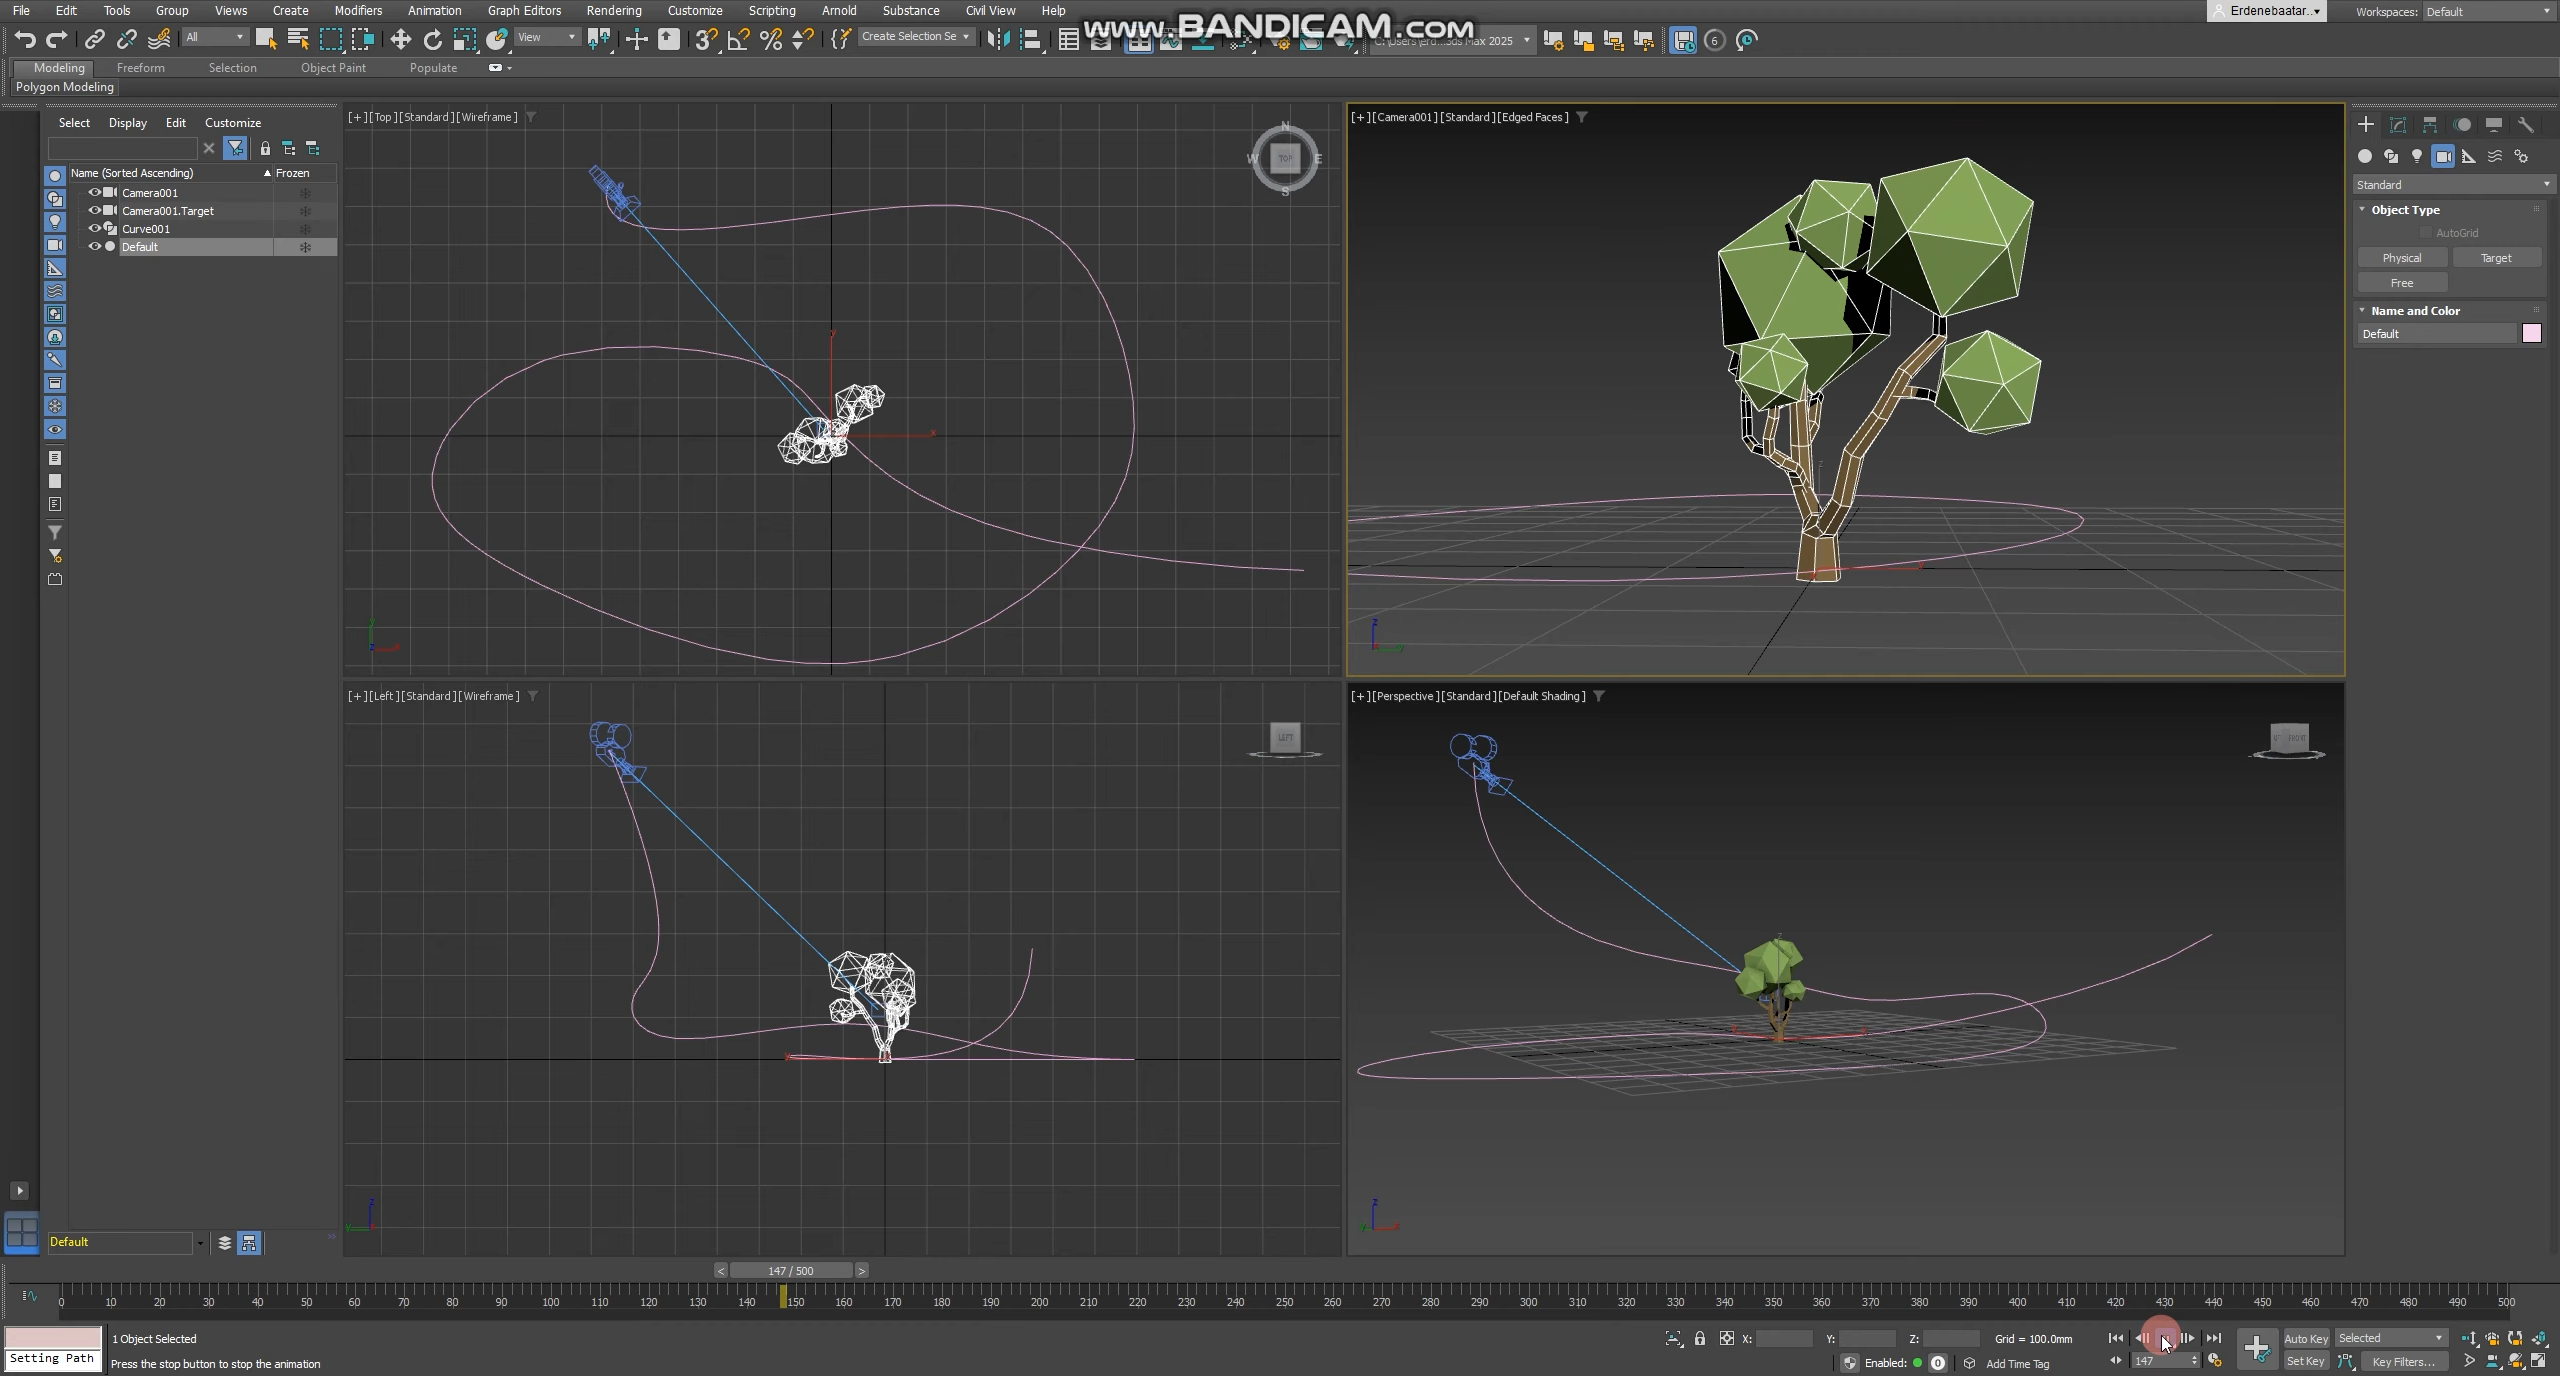 File Edit Tools Group Views Create Modifiers Animation Graph Editors Rendering Customize Scripting Arnold Substance Civil View Help
www.BANDICAM.com
Erdenebaatar..
Workspaces: Default
All
View
Create Selection Se
3ds Max 2025
6
Modeling Freeform Selection Object Paint Populate
Polygon Modeling
Select Display Edit Customize
Name (Sorted Ascending) Frozen
Camera001
Camera001.Target
Curve001
Default
[+][Top][Standard][Wireframe]
N
W TOP E
S
y
x
[+][Camera001][Standard][Edged Faces]
z
[+][Left][Standard][Wireframe]
LEFT
[+][Perspective][Standard][Default Shading]
FRONT
Standard
Object Type
AutoGrid
Physical Target
Free
Name and Color
Default
Default
< 147 / 500 >
0 10 20 30 40 50 60 70 80 90 100 110 120 130 140 150 160 170 180 190 200 210 220 230 240 250 260 270 280 290 300 310 320 330 340 350 360 370 380 390 400 410 420 430 440 450 460 470 480 490 500
Setting Path
1 Object Selected
Press the stop button to stop the animation
X: Y: Z: Grid = 100.0mm
Enabled: 0 Add Time Tag
147
Auto Key Selected
Set Key Key Filters...